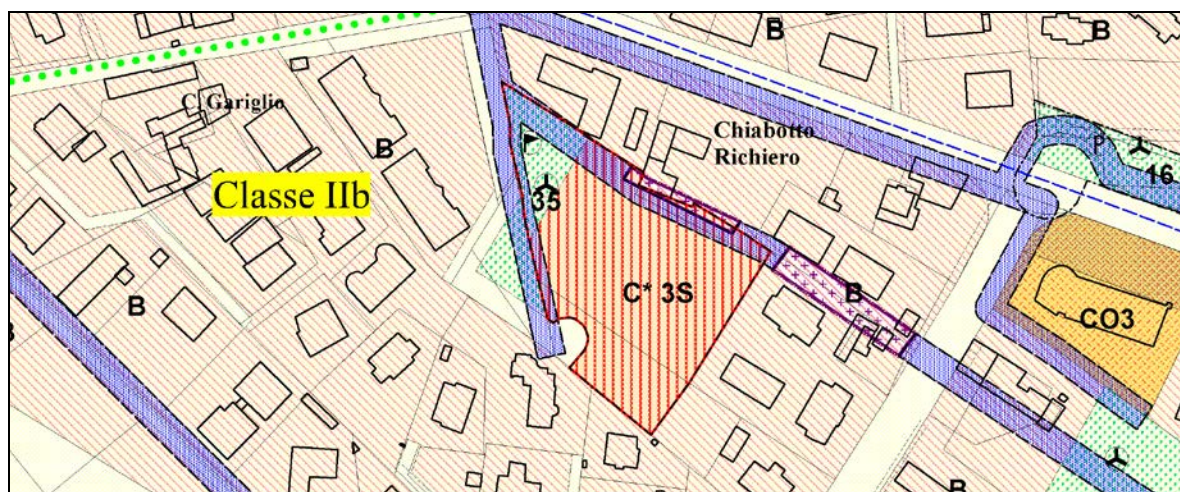 B
B
C. Gariglio
Chiabotto
Richiero
B
P
16
Classe IIb
35
C* 3S
B
CO3
B
B
B
B